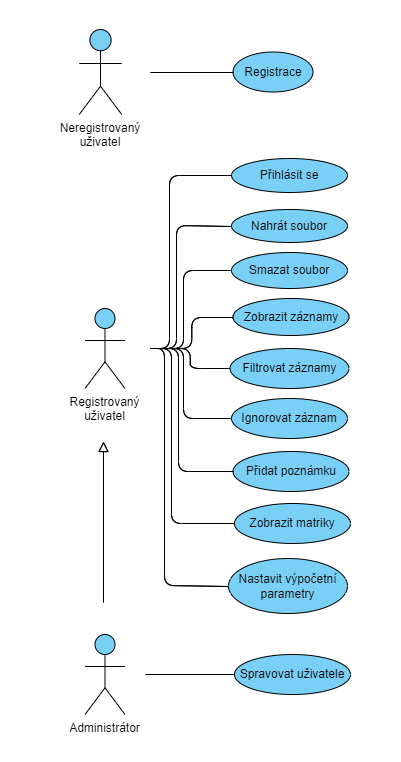 Registrace
Neregistrovaný
uživatel
Přihlásit se
Nahrát soubor
Smazat soubor
Zobrazit záznamy
Filtrovat záznamy
Registrovaný
uživatel
Ignorovat záznam
Přidat poznámku
Zobrazit matriky
Nastavit výpočetní
parametry
Spravovat uživatele
Administrátor